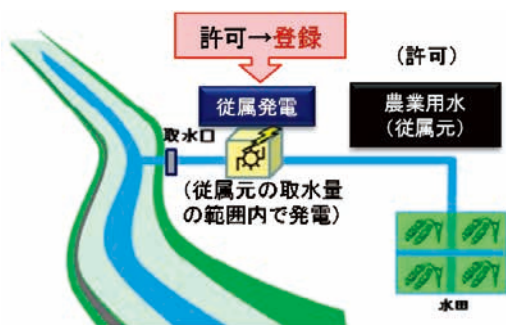 許可→登録
(許可)
従属発電
農業用水
(従属元)
取水口
(従属元の取水量
の範囲内で発電)
水田